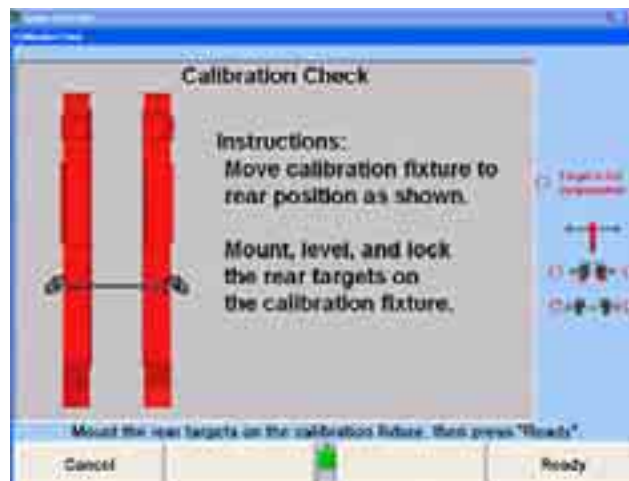 Calibration Check
Instructions:
Move calibration fixture to
rear position as shown.
Mount, level, and lock
the rear targets on
the calibration fixture.
Mount the rear targets on the calibration fixture, then press "Ready"
Cancel
Ready